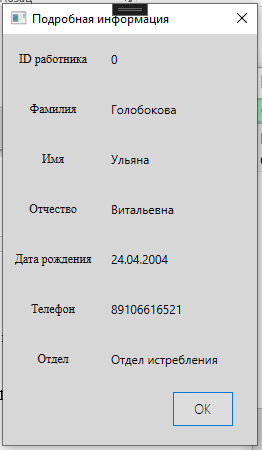 Подробная информация
ID работника 0
Фамилия Голобокова
Имя Ульяна
Отчество Витальевна
Дата рождения 24.04.2004
Телефон 89106616521
Отдел Отдел истребления
ОК